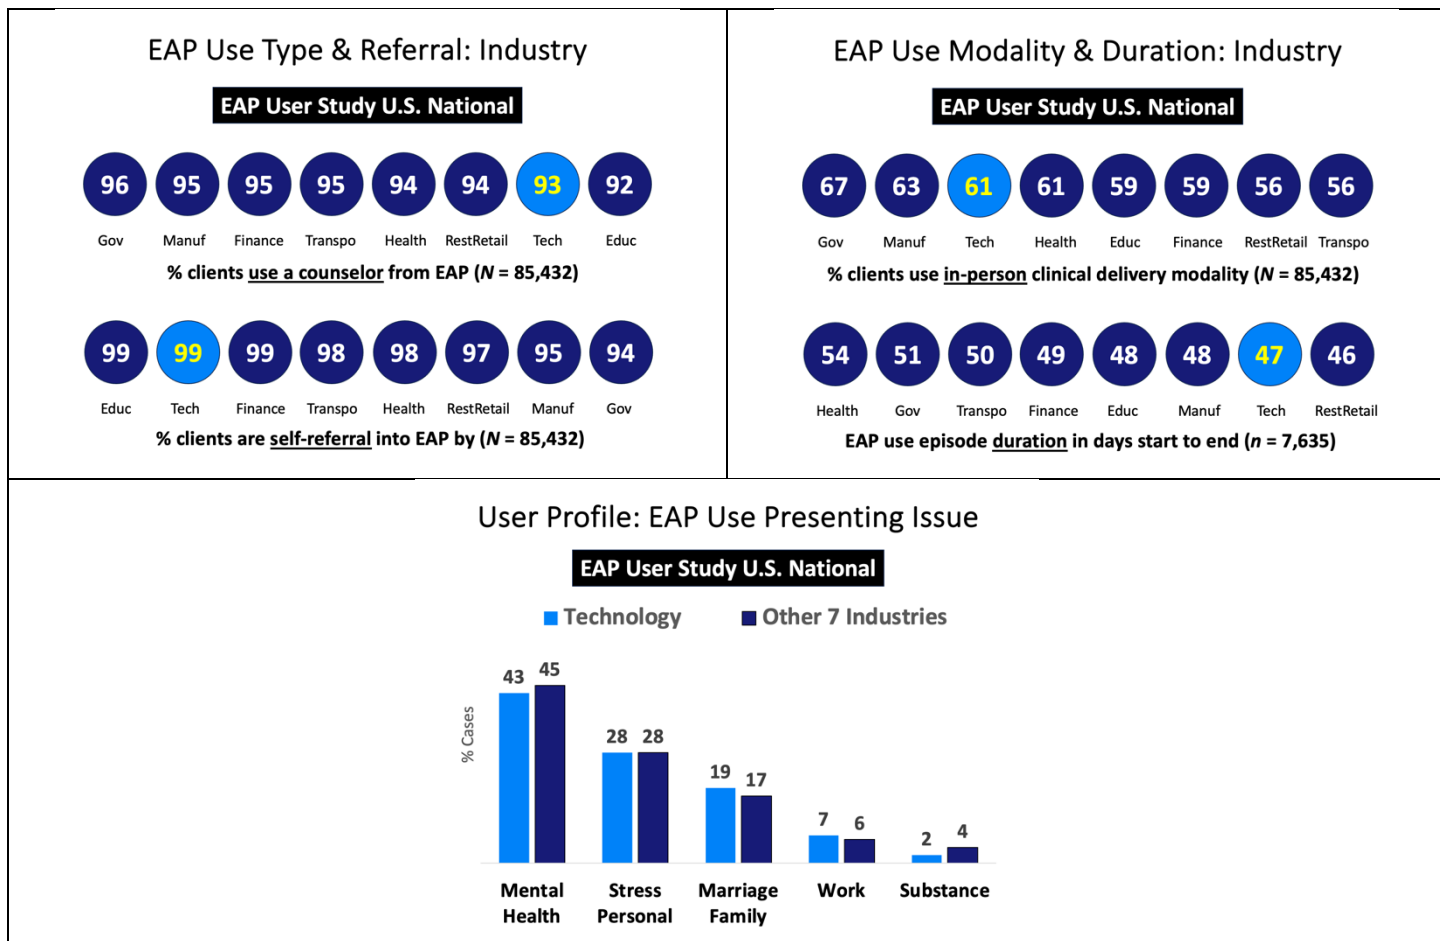 EAP Use Type & Referral: Industry
EAP User Study U.S. National
96 95 95 95 94 94 93 92
Gov Manuf Finance Transpo Health RestRetail Tech Educ
% clients use a counselor from EAP (N = 85,432)
99 99 99 98 98 97 95 94
Educ Tech Finance Transpo Health RestRetail Manuf Gov
% clients are self-referral into EAP by (N = 85,432)
EAP Use Modality & Duration: Industry
EAP User Study U.S. National
67 63 61 61 59 59 56 56
Gov Manuf Tech Health Educ Finance RestRetail Transpo
% clients use in-person clinical delivery modality (N = 85,432)
54 51 50 49 48 48 47 46
Health Gov Transpo Finance Educ Manuf Tech RestRetail
EAP use episode duration in days start to end (n = 7,635)
User Profile: EAP Use Presenting Issue
EAP User Study U.S. National
Technology Other 7 Industries
% Cases
43 45 28 28 19 17 7 6 2 4
Mental Stress Marriage Work Substance
Health Personal Family